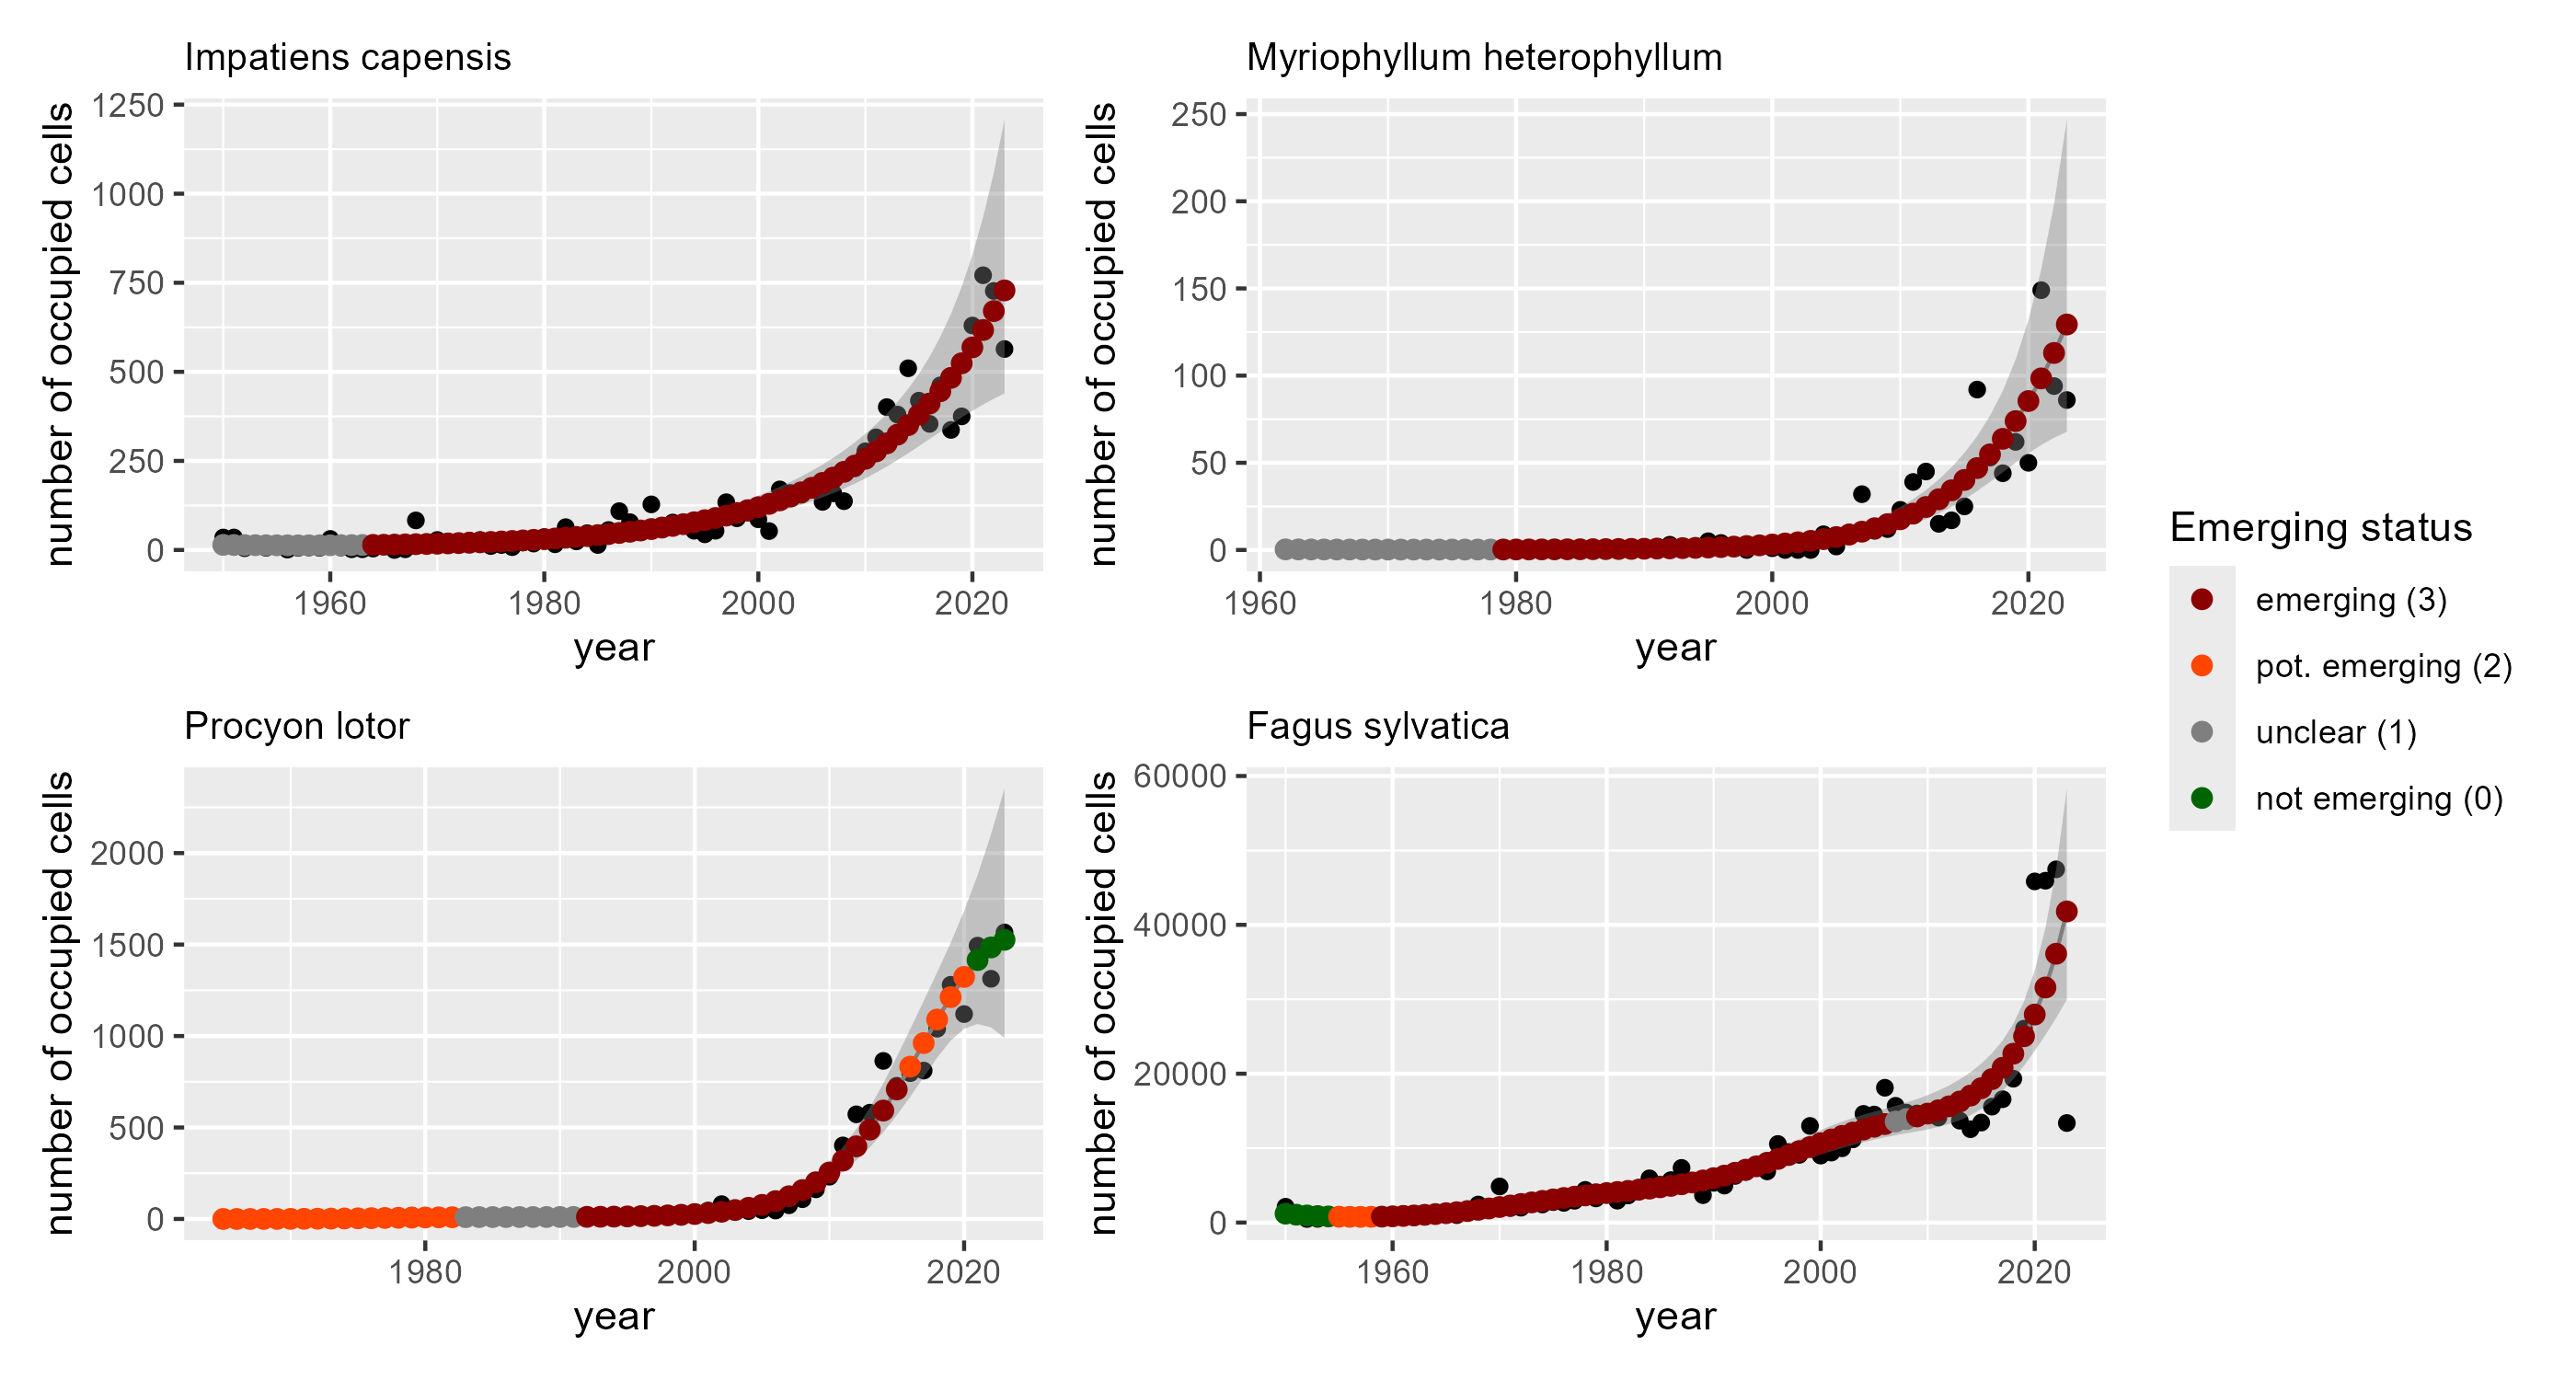 Impatiens capensis
number of occupied cells
1250
1000
750
500
250
0
1960
1980
2000
2020
year
Myriophyllum heterophyllum
number of occupied cells
250
200
150
100
50
0
1960
1980
2000
2020
year
Procyon lotor
number of occupied cells
2000
1500
1000
500
0
1980
2000
2020
year
Fagus sylvatica
number of occupied cells
60000
40000
20000
0
1960
1980
2000
2020
year
Emerging status
emerging (3)
pot. emerging (2)
unclear (1)
not emerging (0)